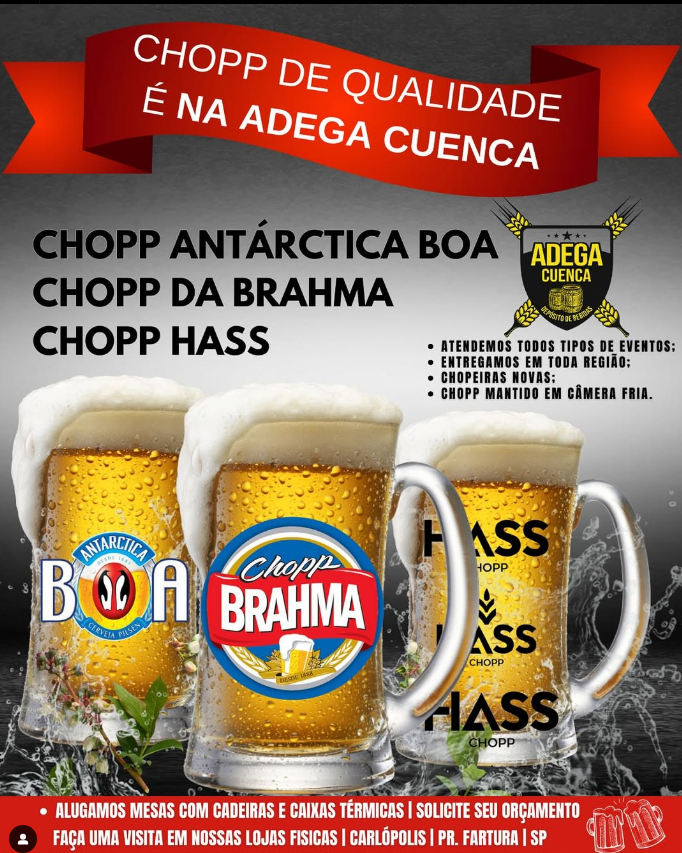 CHOPP DE QUALIDADE
É NA ADEGA CUENCA
CHOPP ANTÁRCTICA BOA
CHOPP DA BRAHMA
CHOPP HASS
ADEGA
CUENCA
DEPÓSITO DE BEBIDAS
• ATENDEMOS TODOS TIPOS DE EVENTOS;
• ENTREGAMOS EM TODA REGIÃO;
• CHOPEIRAS NOVAS;
• CHOPP MANTIDO EM CÂMERA FRIA.
ANTARCTICA
DESDE 1885
BOA
CERVEJA PILSEN
Chopp
BRAHMA
DESDE 1888
HASS
CHOPP
HASS
CHOPP
HASS
CHOPP
• ALUGAMOS MESAS COM CADEIRAS E CAIXAS TÉRMICAS | SOLICITE SEU ORÇAMENTO
FAÇA UMA VISITA EM NOSSAS LOJAS FISICAS | CARLÓPOLIS | PR. FARTURA | SP